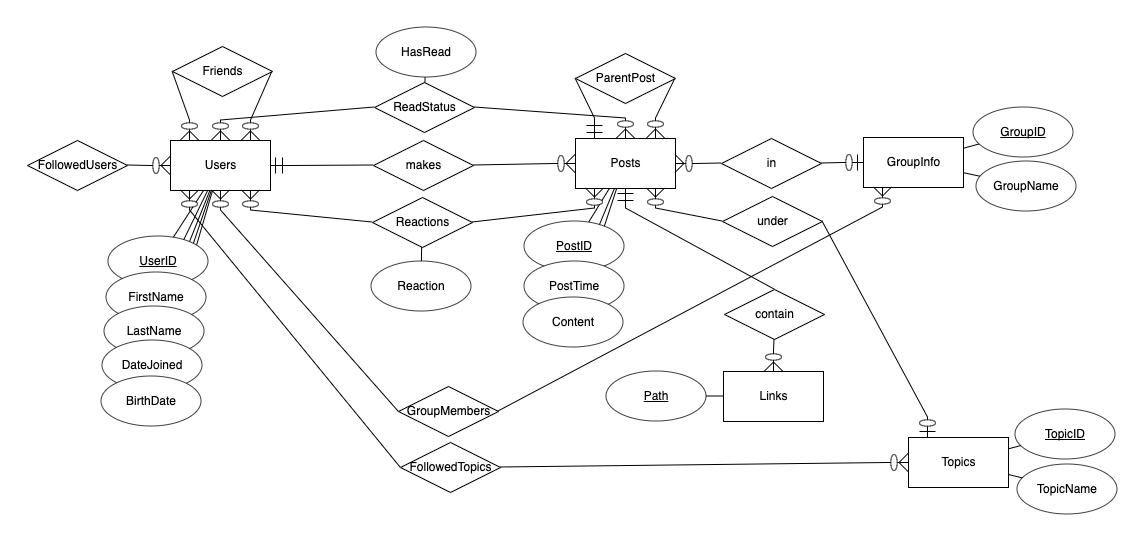 HasRead
Friends
ParentPost
ReadStatus
GroupID
FollowedUsers
Users
makes
Posts
in
GroupInfo
GroupName
Reactions
under
UserID
PostID
FirstName
Reaction
PostTime
LastName
Content
contain
DateJoined
BirthDate
Path
Links
GroupMembers
TopicID
FollowedTopics
Topics
TopicName